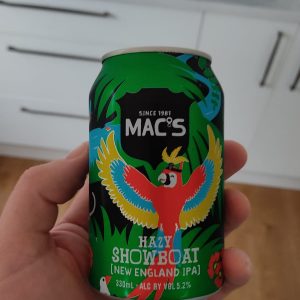 SINCE 1981
MAC'S
HAZY
SHOWBOAT
[NEW ENGLAND IPA]
330mL · ALC BY VOL 5.2%